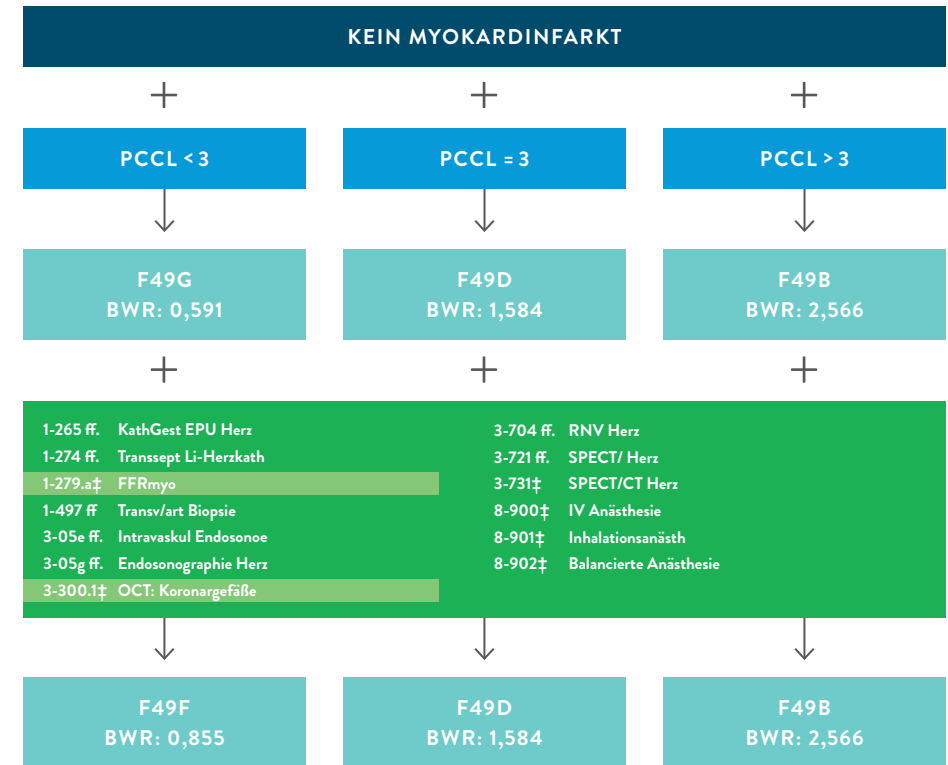 KEIN MYOKARDINFARKT
+ + +
PCCL < 3
PCCL = 3
PCCL > 3
F49G
BWR: 0,591
F49D
BWR: 1,584
F49B
BWR: 2,566
+ + +
1-265 ff. KathGest EPU Herz
1-274 ff. Transsept Li-Herzkath
1-279.a‡ FFRmyo
1-497 ff Transv/art Biopsie
3-05e ff. Intravaskul Endosonoe
3-05g ff. Endosonographie Herz
3-300.1‡ OCT: Koronargefäße
3-704 ff. RNV Herz
3-721 ff. SPECT/ Herz
3-731‡ SPECT/CT Herz
8-900‡ IV Anästhesie
8-901‡ Inhalationsanästh
8-902‡ Balancierte Anästhesie
F49F
BWR: 0,855
F49D
BWR: 1,584
F49B
BWR: 2,566